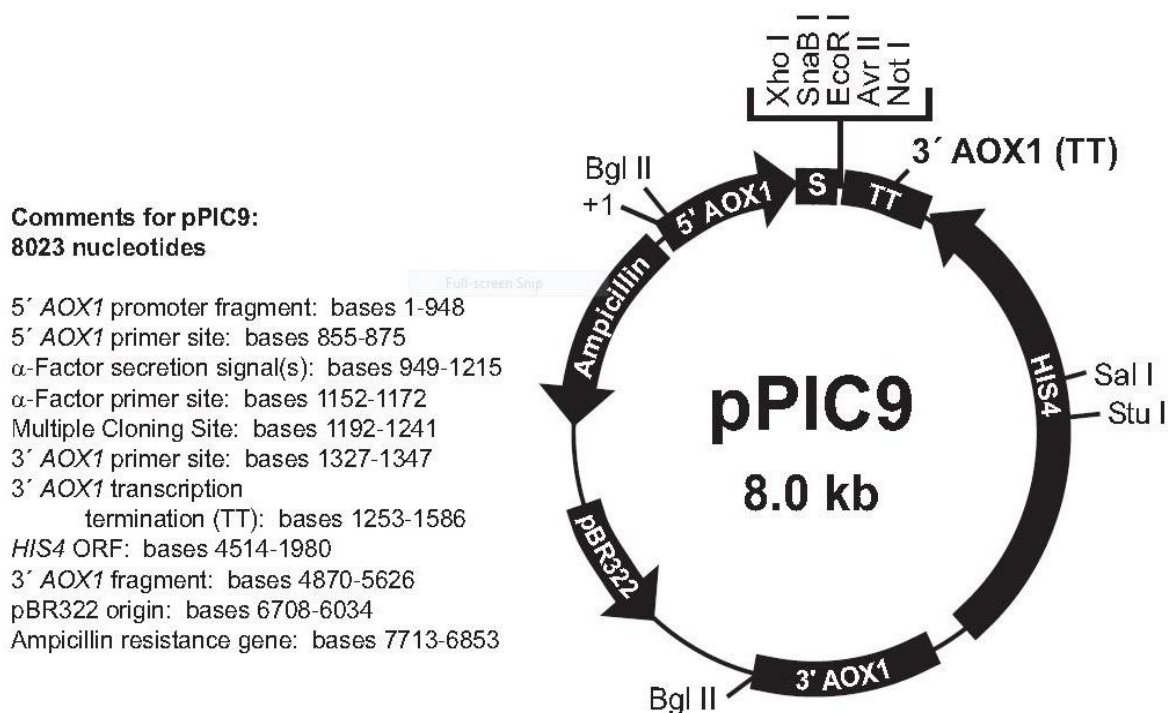 Comments for pPIC9:
8023 nucleotides
5´ AOX1 promoter fragment: bases 1-948
5´ AOX1 primer site: bases 855-875
α-Factor secretion signal(s): bases 949-1215
α-Factor primer site: bases 1152-1172
Multiple Cloning Site: bases 1192-1241
3´ AOX1 primer site: bases 1327-1347
3´ AOX1 transcription
termination (TT): bases 1253-1586
HIS4 ORF: bases 4514-1980
3´ AOX1 fragment: bases 4870-5626
pBR322 origin: bases 6708-6034
Ampicillin resistance gene: bases 7713-6853
Full-screen Snip
Xho I
SnaB I
EcoR I
Avr II
Not I
3´ AOX1 (TT)
Bgl II
+1
5' AOX1
S
TT
Ampicillin
HIS4
Sal I
Stu I
pPIC9
8.0 kb
pBR322
3' AOX1
Bgl II